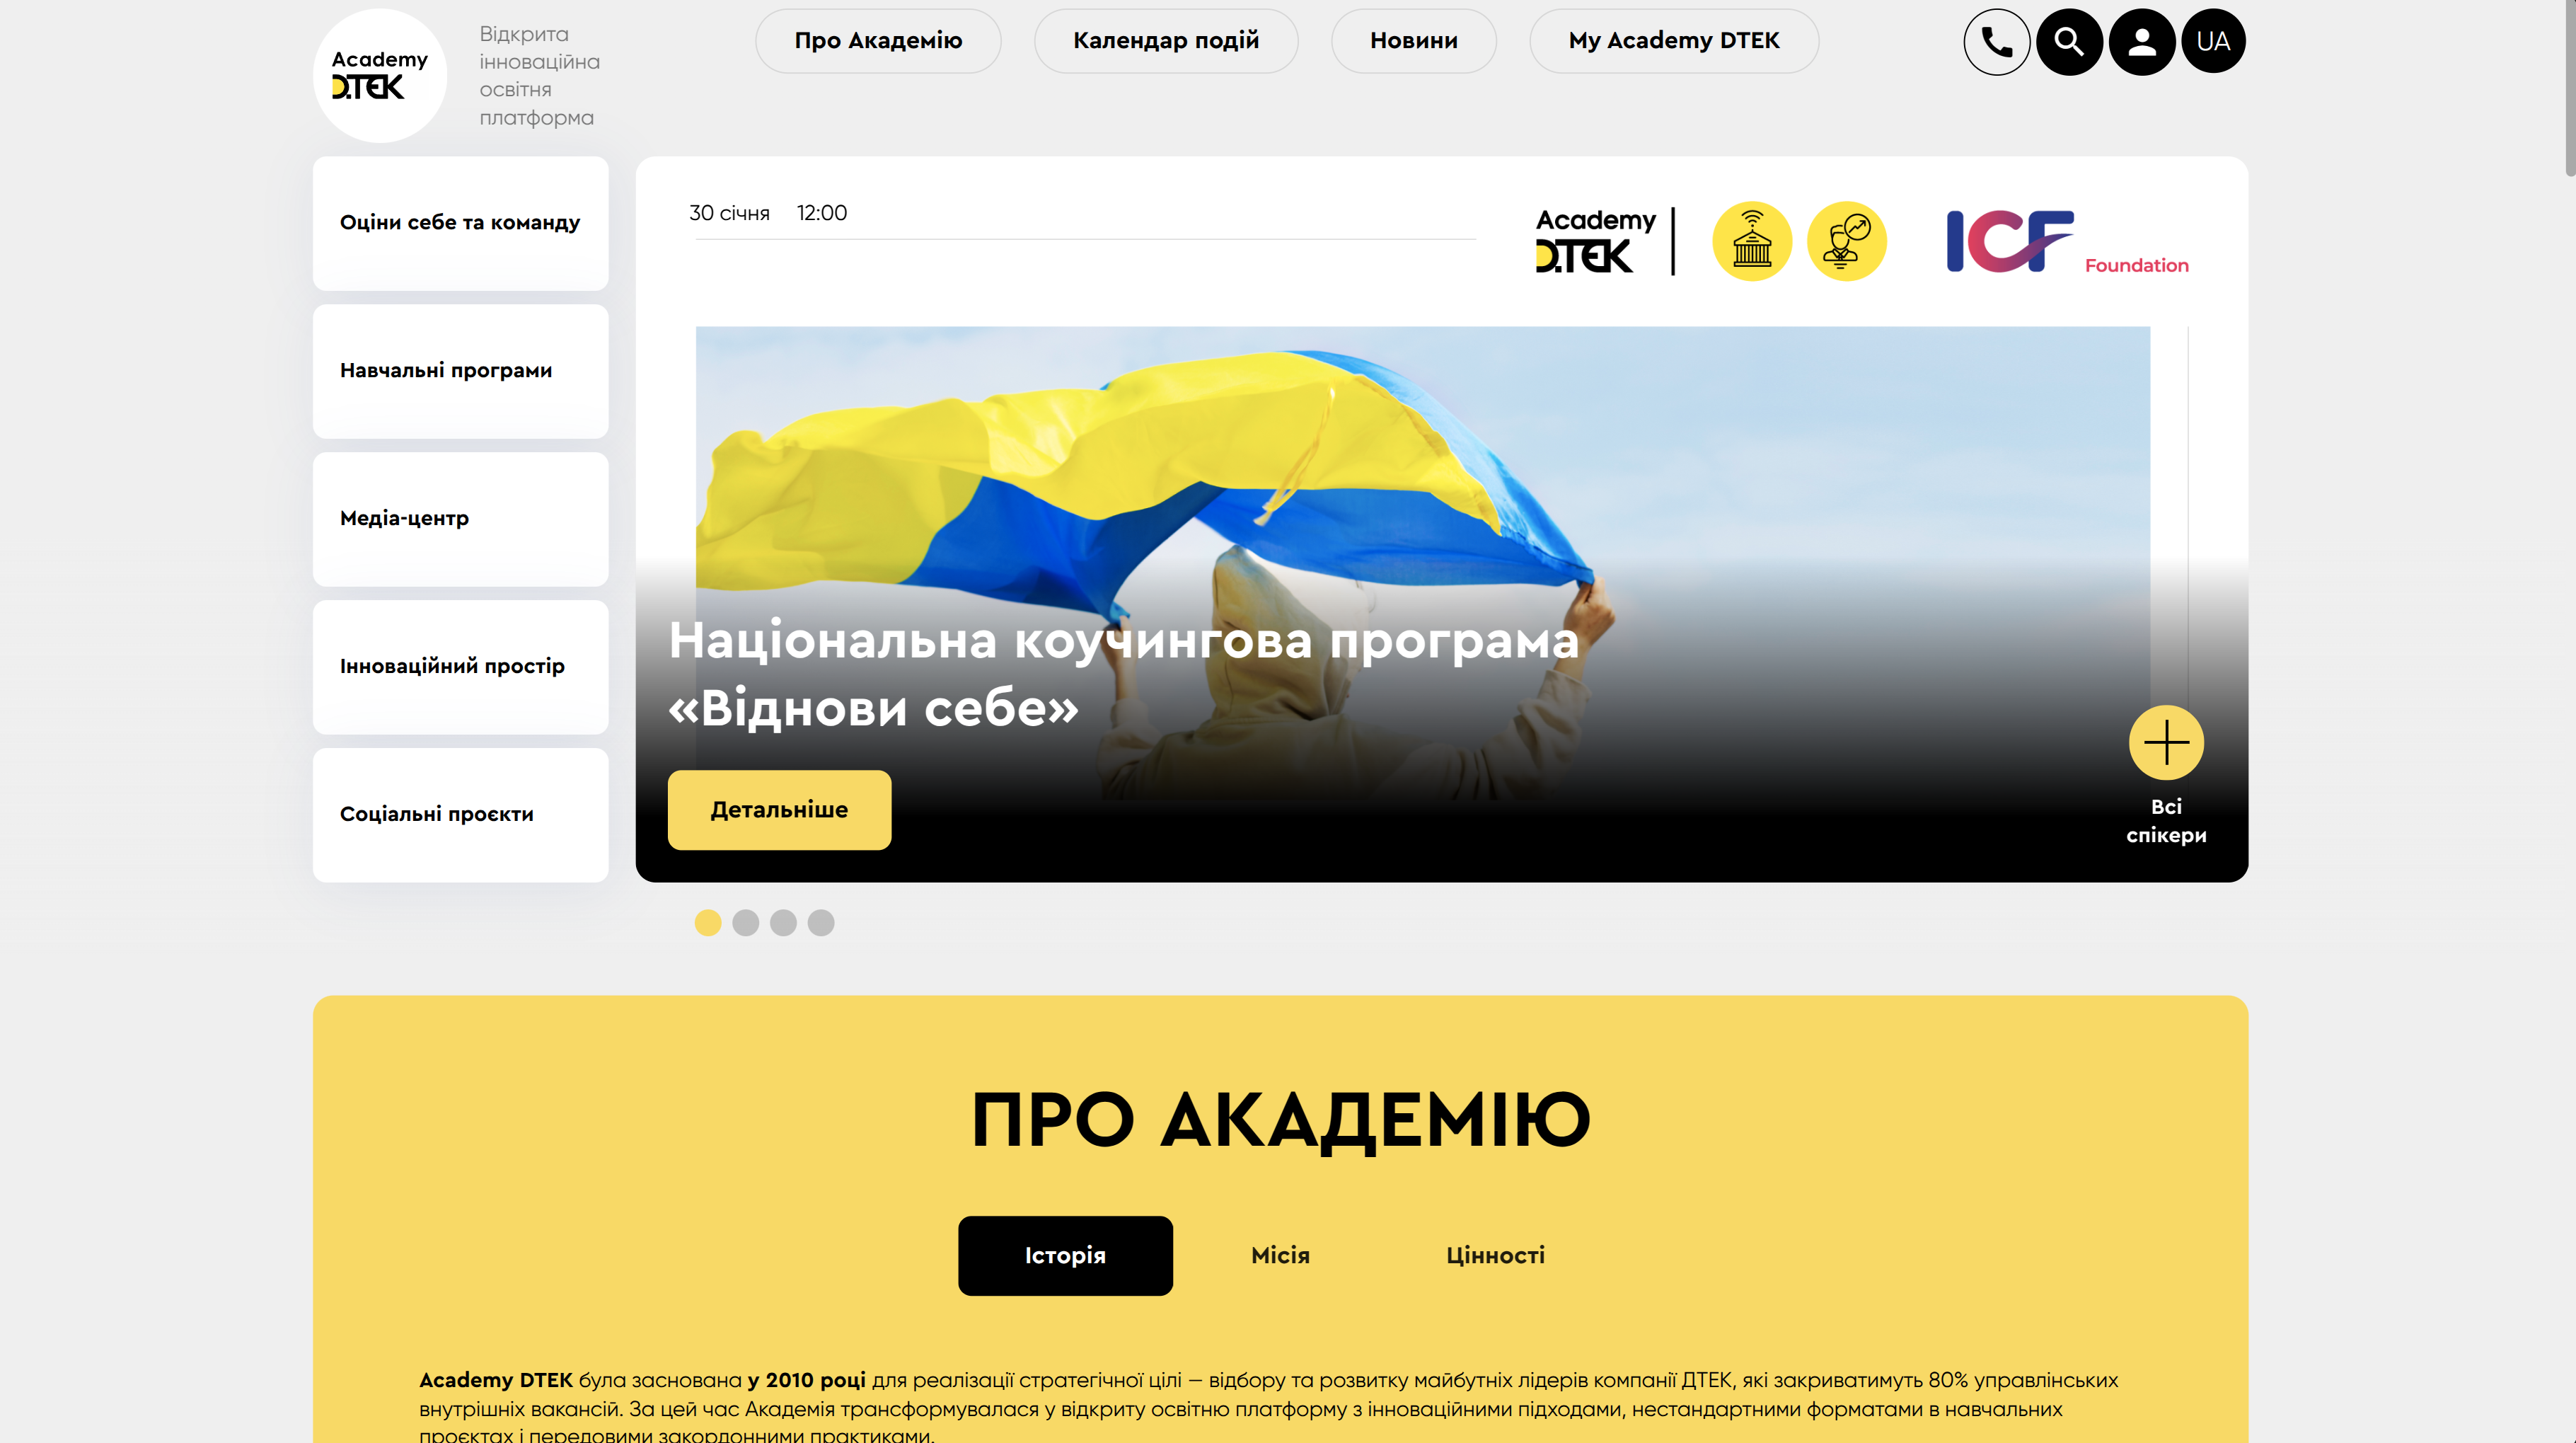 Academy
D.TEK
Відкрита
інноваційна
освітня
платформа
Про Академію
Календар подій
Новини
My Academy DTEK
UA
Оціни себе та команду
Навчальні програми
Медіа-центр
Інноваційний простір
Соціальні проєкти
30 січня 12:00
Academy
D.TEK
ICF
Foundation
Національна коучингова програма
«Віднови себе»
Детальніше
Всі
спікери
ПРО АКАДЕМІЮ
Історія
Місія
Цінності
Academy DTEK була заснована у 2010 році для реалізації стратегічної цілі — відбору та розвитку майбутніх лідерів компанії ДТЕК, які закриватимуть 80% управлінських
внутрішніх вакансій. За цей час Академія трансформувалася у відкриту освітню платформу з інноваційними підходами, нестандартними форматами в навчальних
проєктах і передовими закордонними практиками.